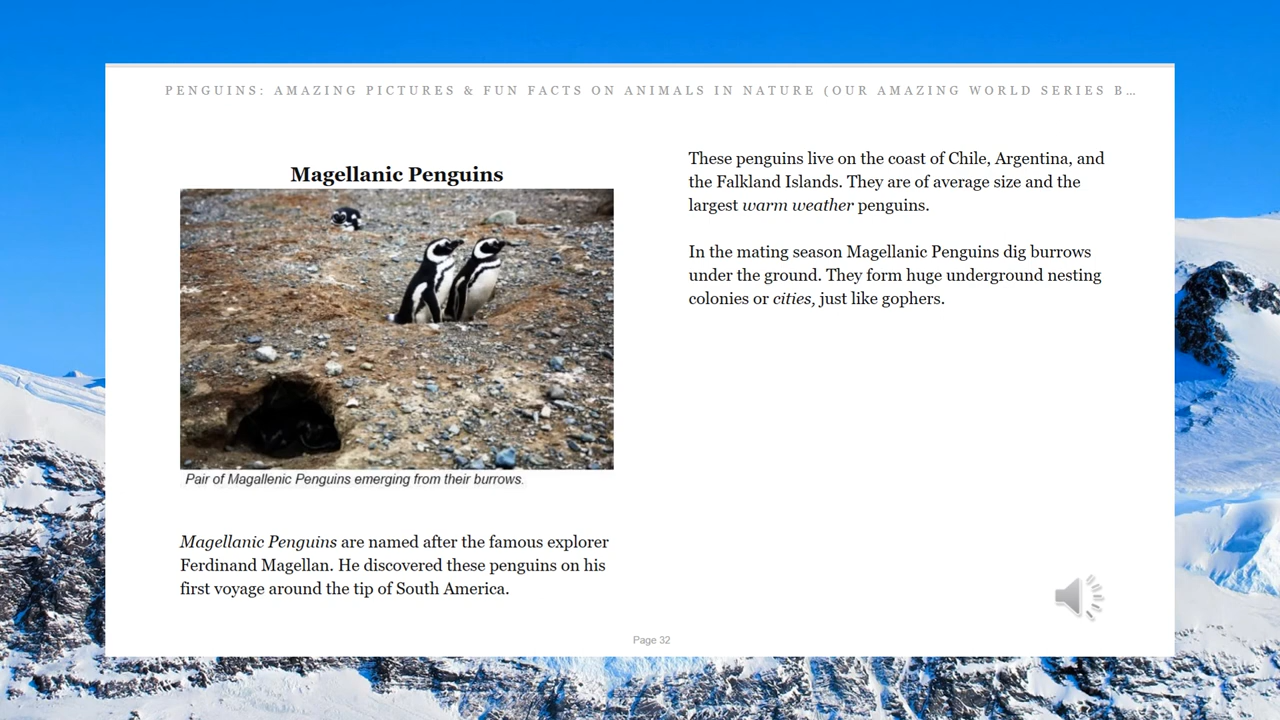 PENGUINS: AMAZING PICTURES & FUN FACTS ON ANIMALS IN NATURE (OUR AMAZING WORLD SERIES B…
Magellanic Penguins
Pair of Magallenic Penguins emerging from their burrows.
Magellanic Penguins are named after the famous explorer
Ferdinand Magellan. He discovered these penguins on his
first voyage around the tip of South America.
These penguins live on the coast of Chile, Argentina, and
the Falkland Islands. They are of average size and the
largest warm weather penguins.
In the mating season Magellanic Penguins dig burrows
under the ground. They form huge underground nesting
colonies or cities, just like gophers.
Page 32